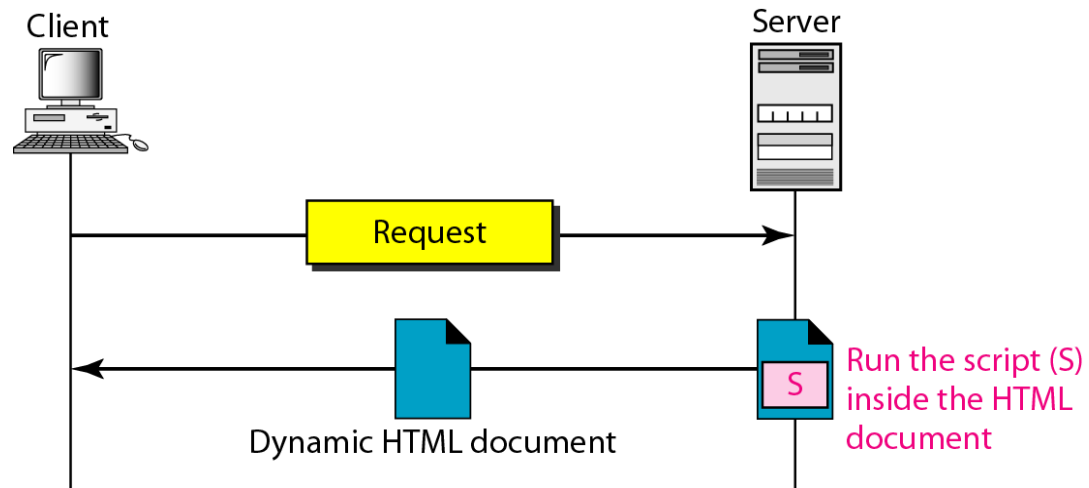 Client
Server
Request
S
Run the script (S)
inside the HTML
document
Dynamic HTML document